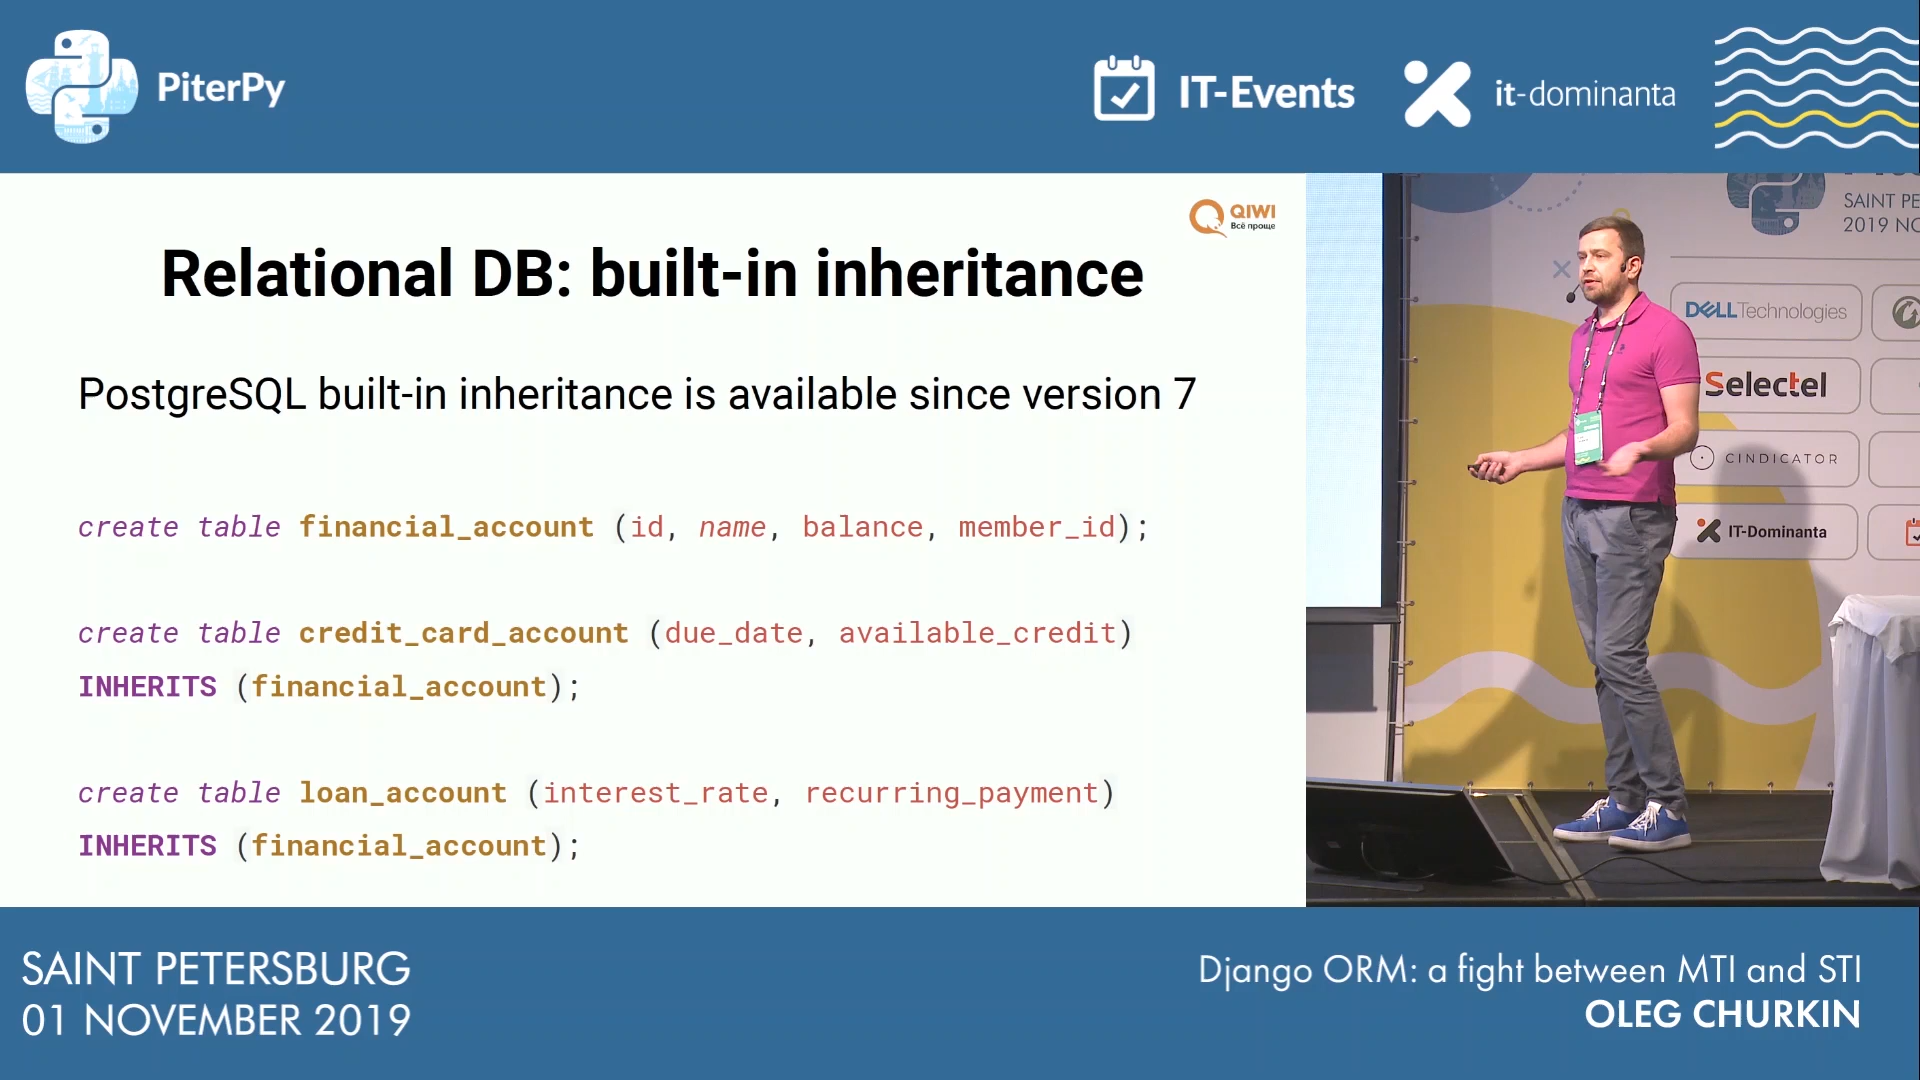 PiterPy
IT-Events
it-dominanta
QIWI
Всё проще
Relational DB: built-in inheritance
PostgreSQL built-in inheritance is available since version 7
create table financial_account (id, name, balance, member_id);
create table credit_card_account (due_date, available_credit)
INHERITS (financial_account);
create table loan_account (interest_rate, recurring_payment)
INHERITS (financial_account);
SAINT PE
2019 NO
DELL Technologies
Selectel
CINDICATOR
IT-Dominanta
SAINT PETERSBURG
01 NOVEMBER 2019
Django ORM: a fight between MTI and STI
OLEG CHURKIN